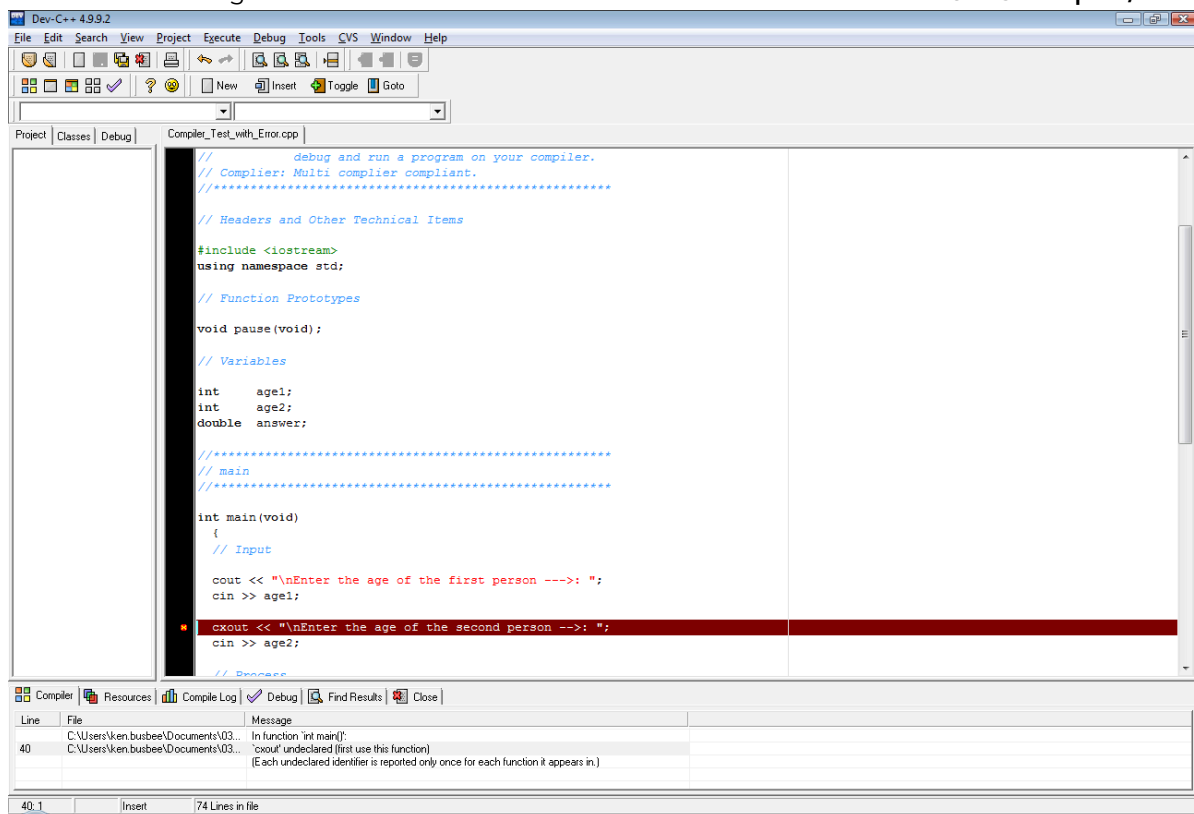 Dev-C++ 4.9.9.2
File Edit Search View Project Execute Debug Tools CVS Window Help
New Insert Toggle Goto
Project Classes Debug Compiler_Test_with_Error.cpp
// debug and run a program on your compiler.
// Complier: Multi complier compliant.
//******************************************************
// Headers and Other Technical Items
#include <iostream>
using namespace std;
// Function Prototypes
void pause(void);
// Variables
int age1;
int age2;
double answer;
//******************************************************
// main
//******************************************************
int main(void)
{
// Input
cout << "\nEnter the age of the first person --->: ";
cin >> age1;
cxout << "\nEnter the age of the second person -->: ";
cin >> age2;
// Process
Compiler Resources Compile Log Debug Find Results Close
Line File Message
C:\Users\ken.busbee\Documents\03... In function `int main()':
40 C:\Users\ken.busbee\Documents\03... `cxout' undeclared (first use this function)
(Each undeclared identifier is reported only once for each function it appears in.)
40: 1 Insert 74 Lines in file